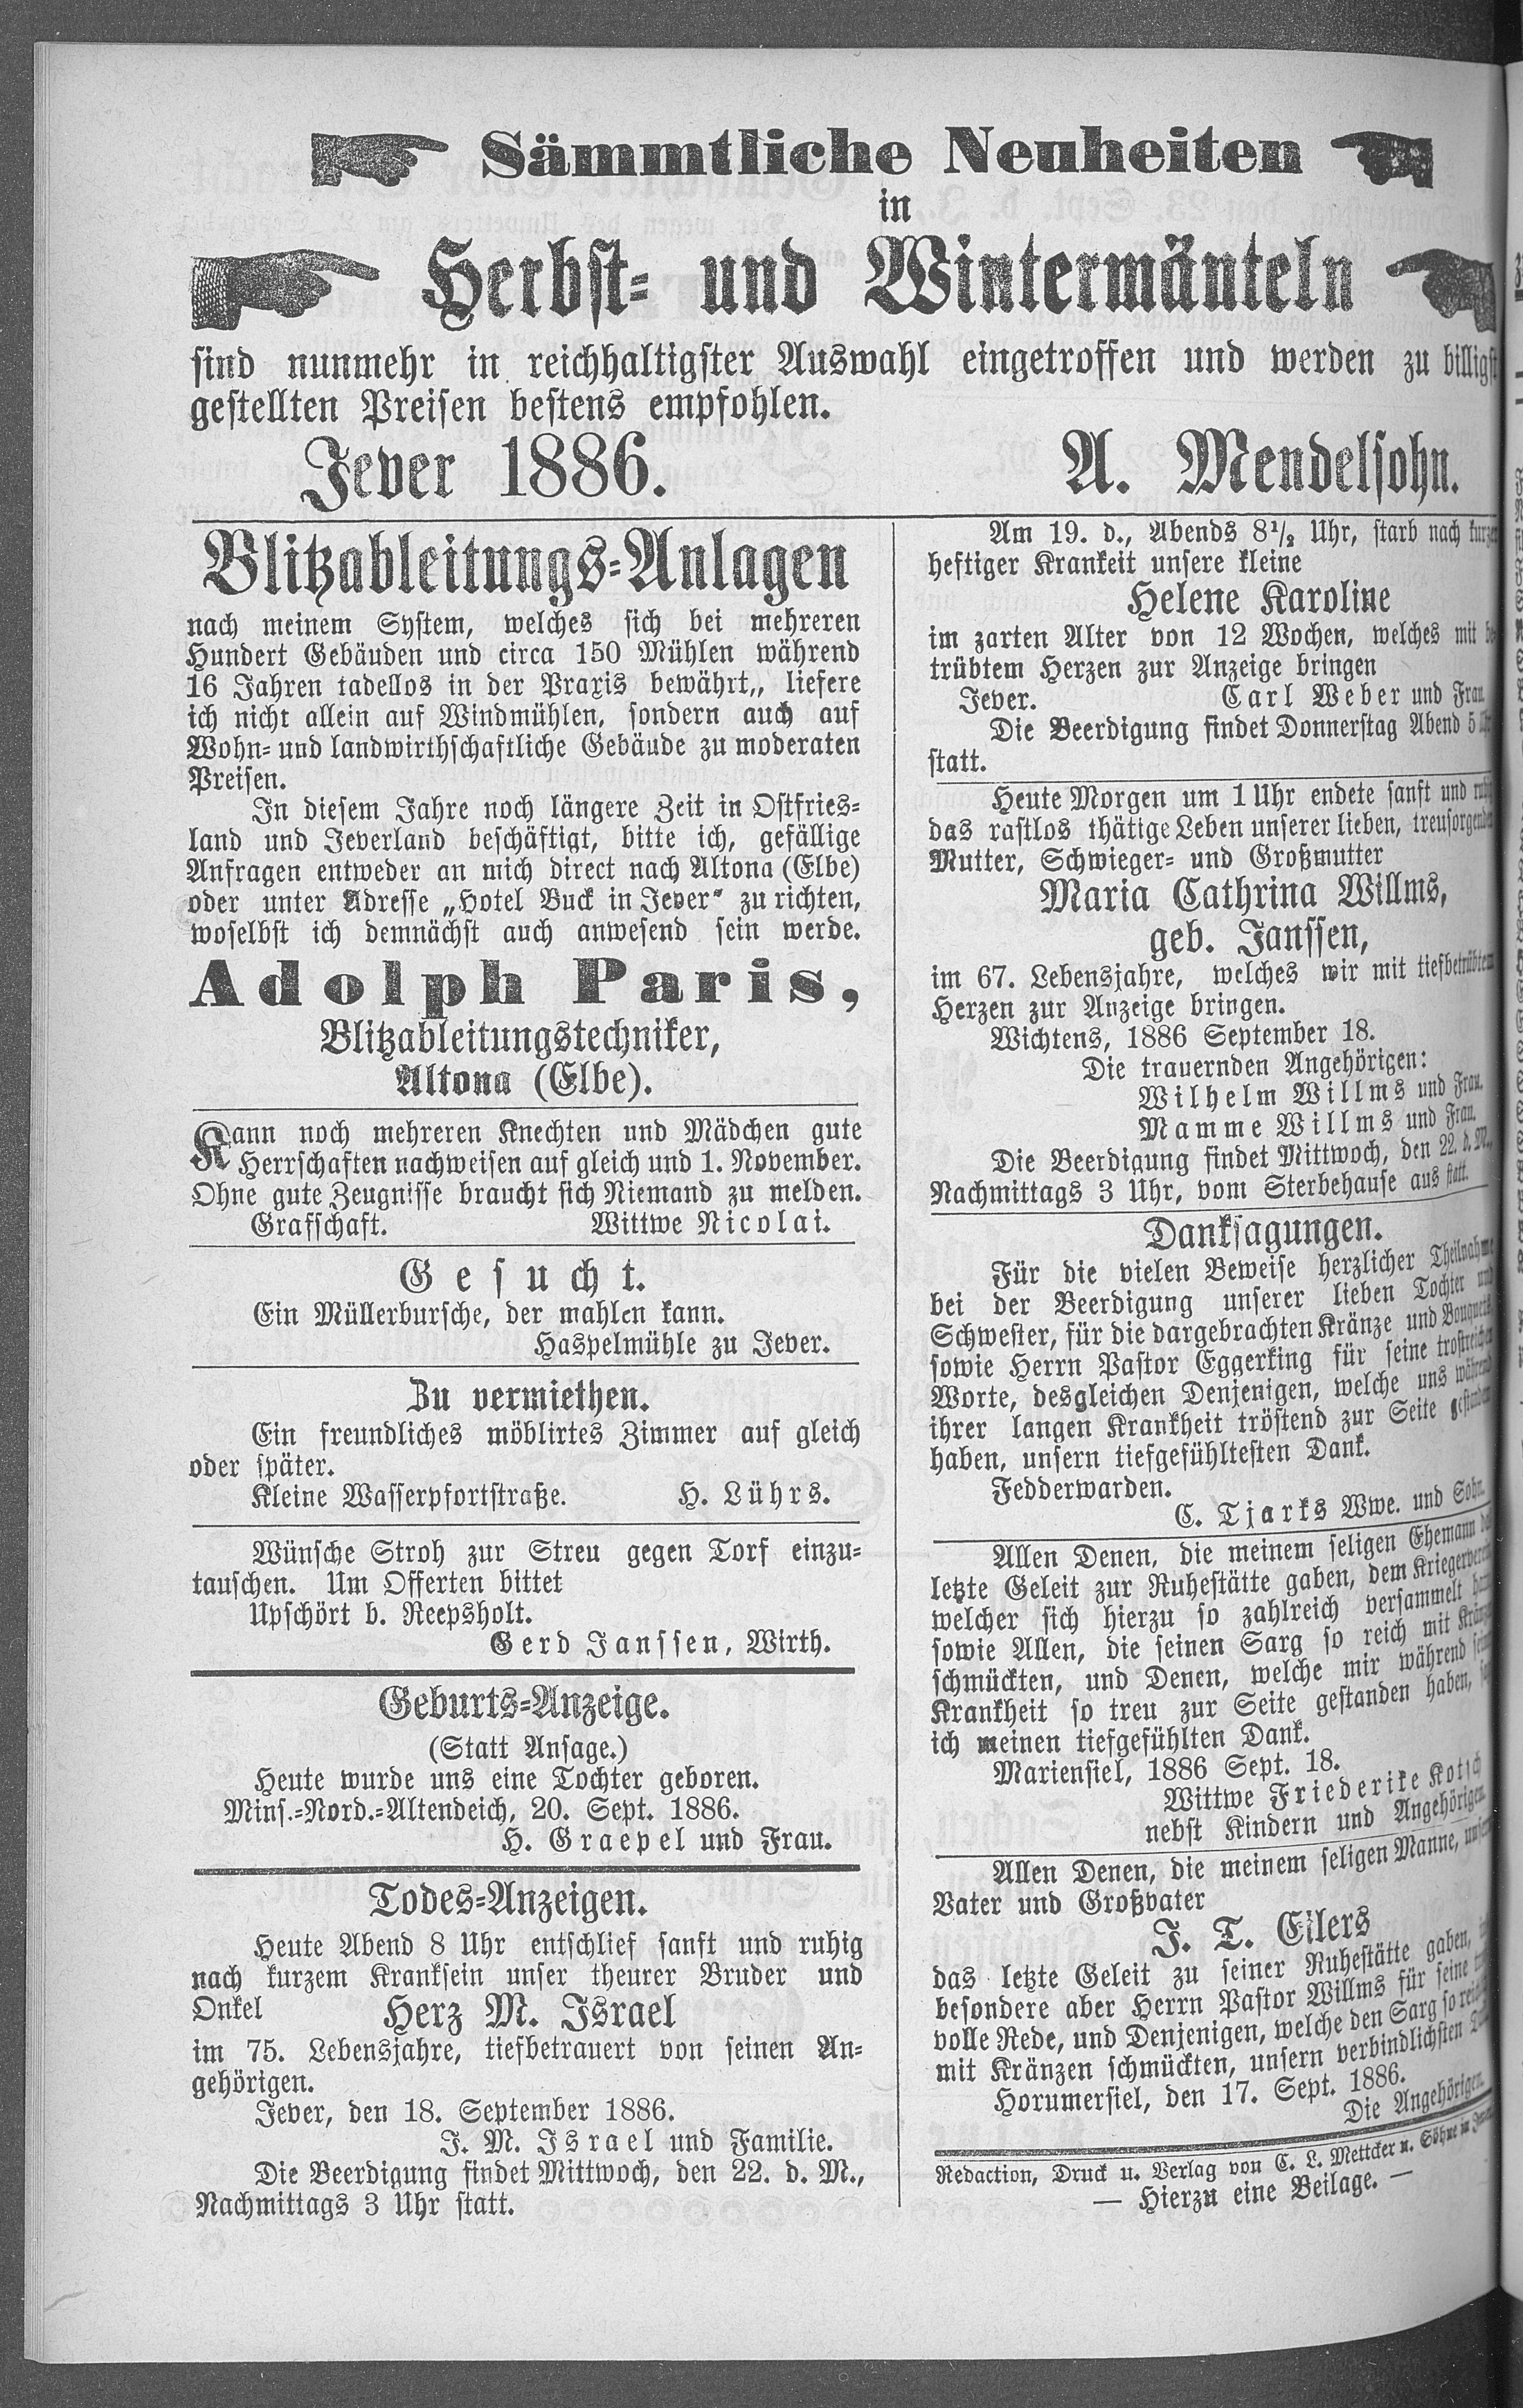 Sämmtliche Neuheiten
in
Herbst- und Wintermänteln
sind nunmehr in reichhaltigster Auswahl eingetroffen und werden zu billigst
gestellten Preisen bestens empfohlen.
Jever 1886. A. Mendelsohn.
Blitzableitungs-Anlagen
nach meinem System, welches sich bei mehreren
Hundert Gebäuden und circa 150 Mühlen während
16 Jahren tadellos in der Praxis bewährt,, liefere
ich nicht allein auf Windmühlen, sondern auch auf
Wohn- und landwirthschaftliche Gebäude zu moderaten
Preisen.
In diesem Jahre noch längere Zeit in Ostfries-
land und Jeverland beschäftigt, bitte ich, gefällige
Anfragen entweder an mich direct nach Altona (Elbe)
oder unter Adresse „Hotel Buck in Jever" zu richten,
woselbst ich demnächst auch anwesend sein werde.
Adolph Paris,
Blitzableitungstechniker,
Altona (Elbe).
Kann noch mehreren Knechten und Mädchen gute
Herrschaften nachweisen auf gleich und 1. November.
Ohne gute Zeugnisse braucht sich Niemand zu melden.
Grafschaft. Wittwe Nicolai.
Gesucht.
Ein Müllerbursche, der mahlen kann.
Haspelmühle zu Jever.
Zu vermiethen.
Ein freundliches möblirtes Zimmer auf gleich
oder später.
Kleine Wasserpfortstraße. H. Lührs.
Wünsche Stroh zur Streu gegen Torf einzu-
tauschen. Um Offerten bittet
Upschört b. Reepsholt.
Gerd Janssen, Wirth.
Geburts-Anzeige.
(Statt Ansage.)
Heute wurde uns eine Tochter geboren.
Mins.-Nord.-Altendeich, 20. Sept. 1886.
H. Graepel und Frau.
Todes-Anzeigen.
Heute Abend 8 Uhr entschlief sanft und ruhig
nach kurzem Kranksein unser theurer Bruder und
Onkel Herz M. Israel
im 75. Lebensjahre, tiefbetrauert von seinen An-
gehörigen.
Jever, den 18. September 1886.
J. M. Israel und Familie.
Die Beerdigung findet Mittwoch, den 22. d. M.,
Nachmittags 3 Uhr statt.
Am 19. d., Abends 8½ Uhr, starb nach kurzer
heftiger Krankeit unsere kleine
Helene Karoline
im zarten Alter von 12 Wochen, welches mit be-
trübtem Herzen zur Anzeige bringen
Jever. Carl Weber und Frau.
Die Beerdigung findet Donnerstag Abend 5 Uhr
statt.
Heute Morgen um 1 Uhr endete sanft und ruhig
das rastlos thätige Leben unserer lieben, treusorgenden
Mutter, Schwieger- und Großmutter
Maria Cathrina Willms,
geb. Janssen,
im 67. Lebensjahre, welches wir mit tiefbetrübtem
Herzen zur Anzeige bringen.
Wichtens, 1886 September 18.
Die trauernden Angehörigen:
Wilhelm Willms und Frau.
Mamme Willms und Frau.
Die Beerdigung findet Mittwoch, den 22. d. M.,
Nachmittags 3 Uhr, vom Sterbehause aus statt.
Danksagungen.
Für die vielen Beweise herzlicher Theilnahme
bei der Beerdigung unserer lieben Tochter und
Schwester, für die dargebrachten Kränze und Bouquets,
sowie Herrn Pastor Eggerking für seine trostreichen
Worte, desgleichen Denjenigen, welche uns während
ihrer langen Krankheit tröstend zur Seite gestanden
haben, unsern tiefgefühltesten Dank.
Fedderwarden.
C. Tjarks Wwe. und Sohn.
Allen Denen, die meinem seligen Ehemann das
letzte Geleit zur Ruhestätte gaben, dem Kriegerverein
welcher sich hierzu so zahlreich versammelt
sowie Allen, die seinen Sarg so reich mit Kränzen
schmückten, und Denen, welche mir während seiner
Krankheit so treu zur Seite gestanden haben,
ich meinen tiefgefühlten Dank.
Mariensiel, 1886 Sept. 18.
Wittwe Friederike
nebst Kindern und Angehörigen.
Allen Denen, die meinem seligen Manne, unserm
Vater und Großvater
J. T. Eilers
das letzte Geleit zu seiner Ruhestätte gaben,
besondere aber Herrn Pastor Willms für seine
volle Rede, und Denjenigen, welche den Sarg so reich
mit Kränzen schmückten, unsern verbindlichsten
Horumersiel, den 17. Sept. 1886.
Die Angehörigen.
Redaction, Druck u. Verlag von C. L. Mettcker u. Söhne in Jever.
— Hierzu eine Beilage. —